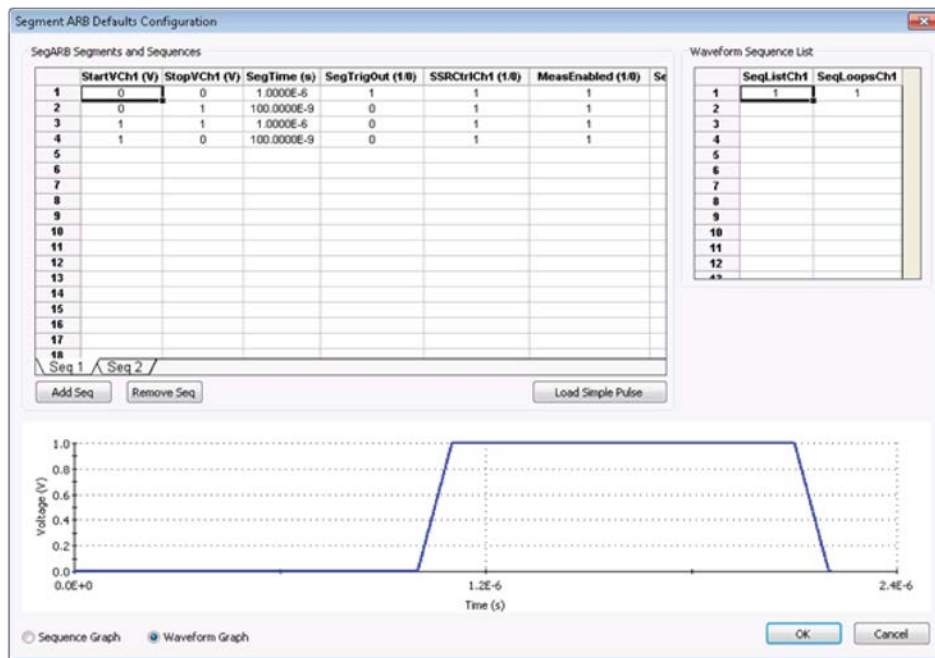 Segment ARB Defaults Configuration
SegARB Segments and Sequences
StartVCh1 (V) StopVCh1 (V) SegTime (s) SegTrigOut (1/0) SSRCtrlCh1 (1/0) MeasEnabled (1/0) Se
1 0 0 1.0000E-6 1 1 1
2 0 1 100.0000E-9 0 1 1
3 1 1 1.0000E-6 0 1 1
4 1 0 100.0000E-9 0 1 1
5
6
7
8
9
10
11
12
13
14
15
16
17
18
Seq 1 Seq 2
Add Seq Remove Seq Load Simple Pulse
Waveform Sequence List
SeqListCh1 SeqLoopsCh1
1 1 1
2
3
4
5
6
7
8
9
10
11
12
13
1.0
0.8
0.6
0.4
0.2
0.0
Voltage (V)
0.0E+0 1.2E-6 2.4E-6
Time (s)
Sequence Graph Waveform Graph OK Cancel